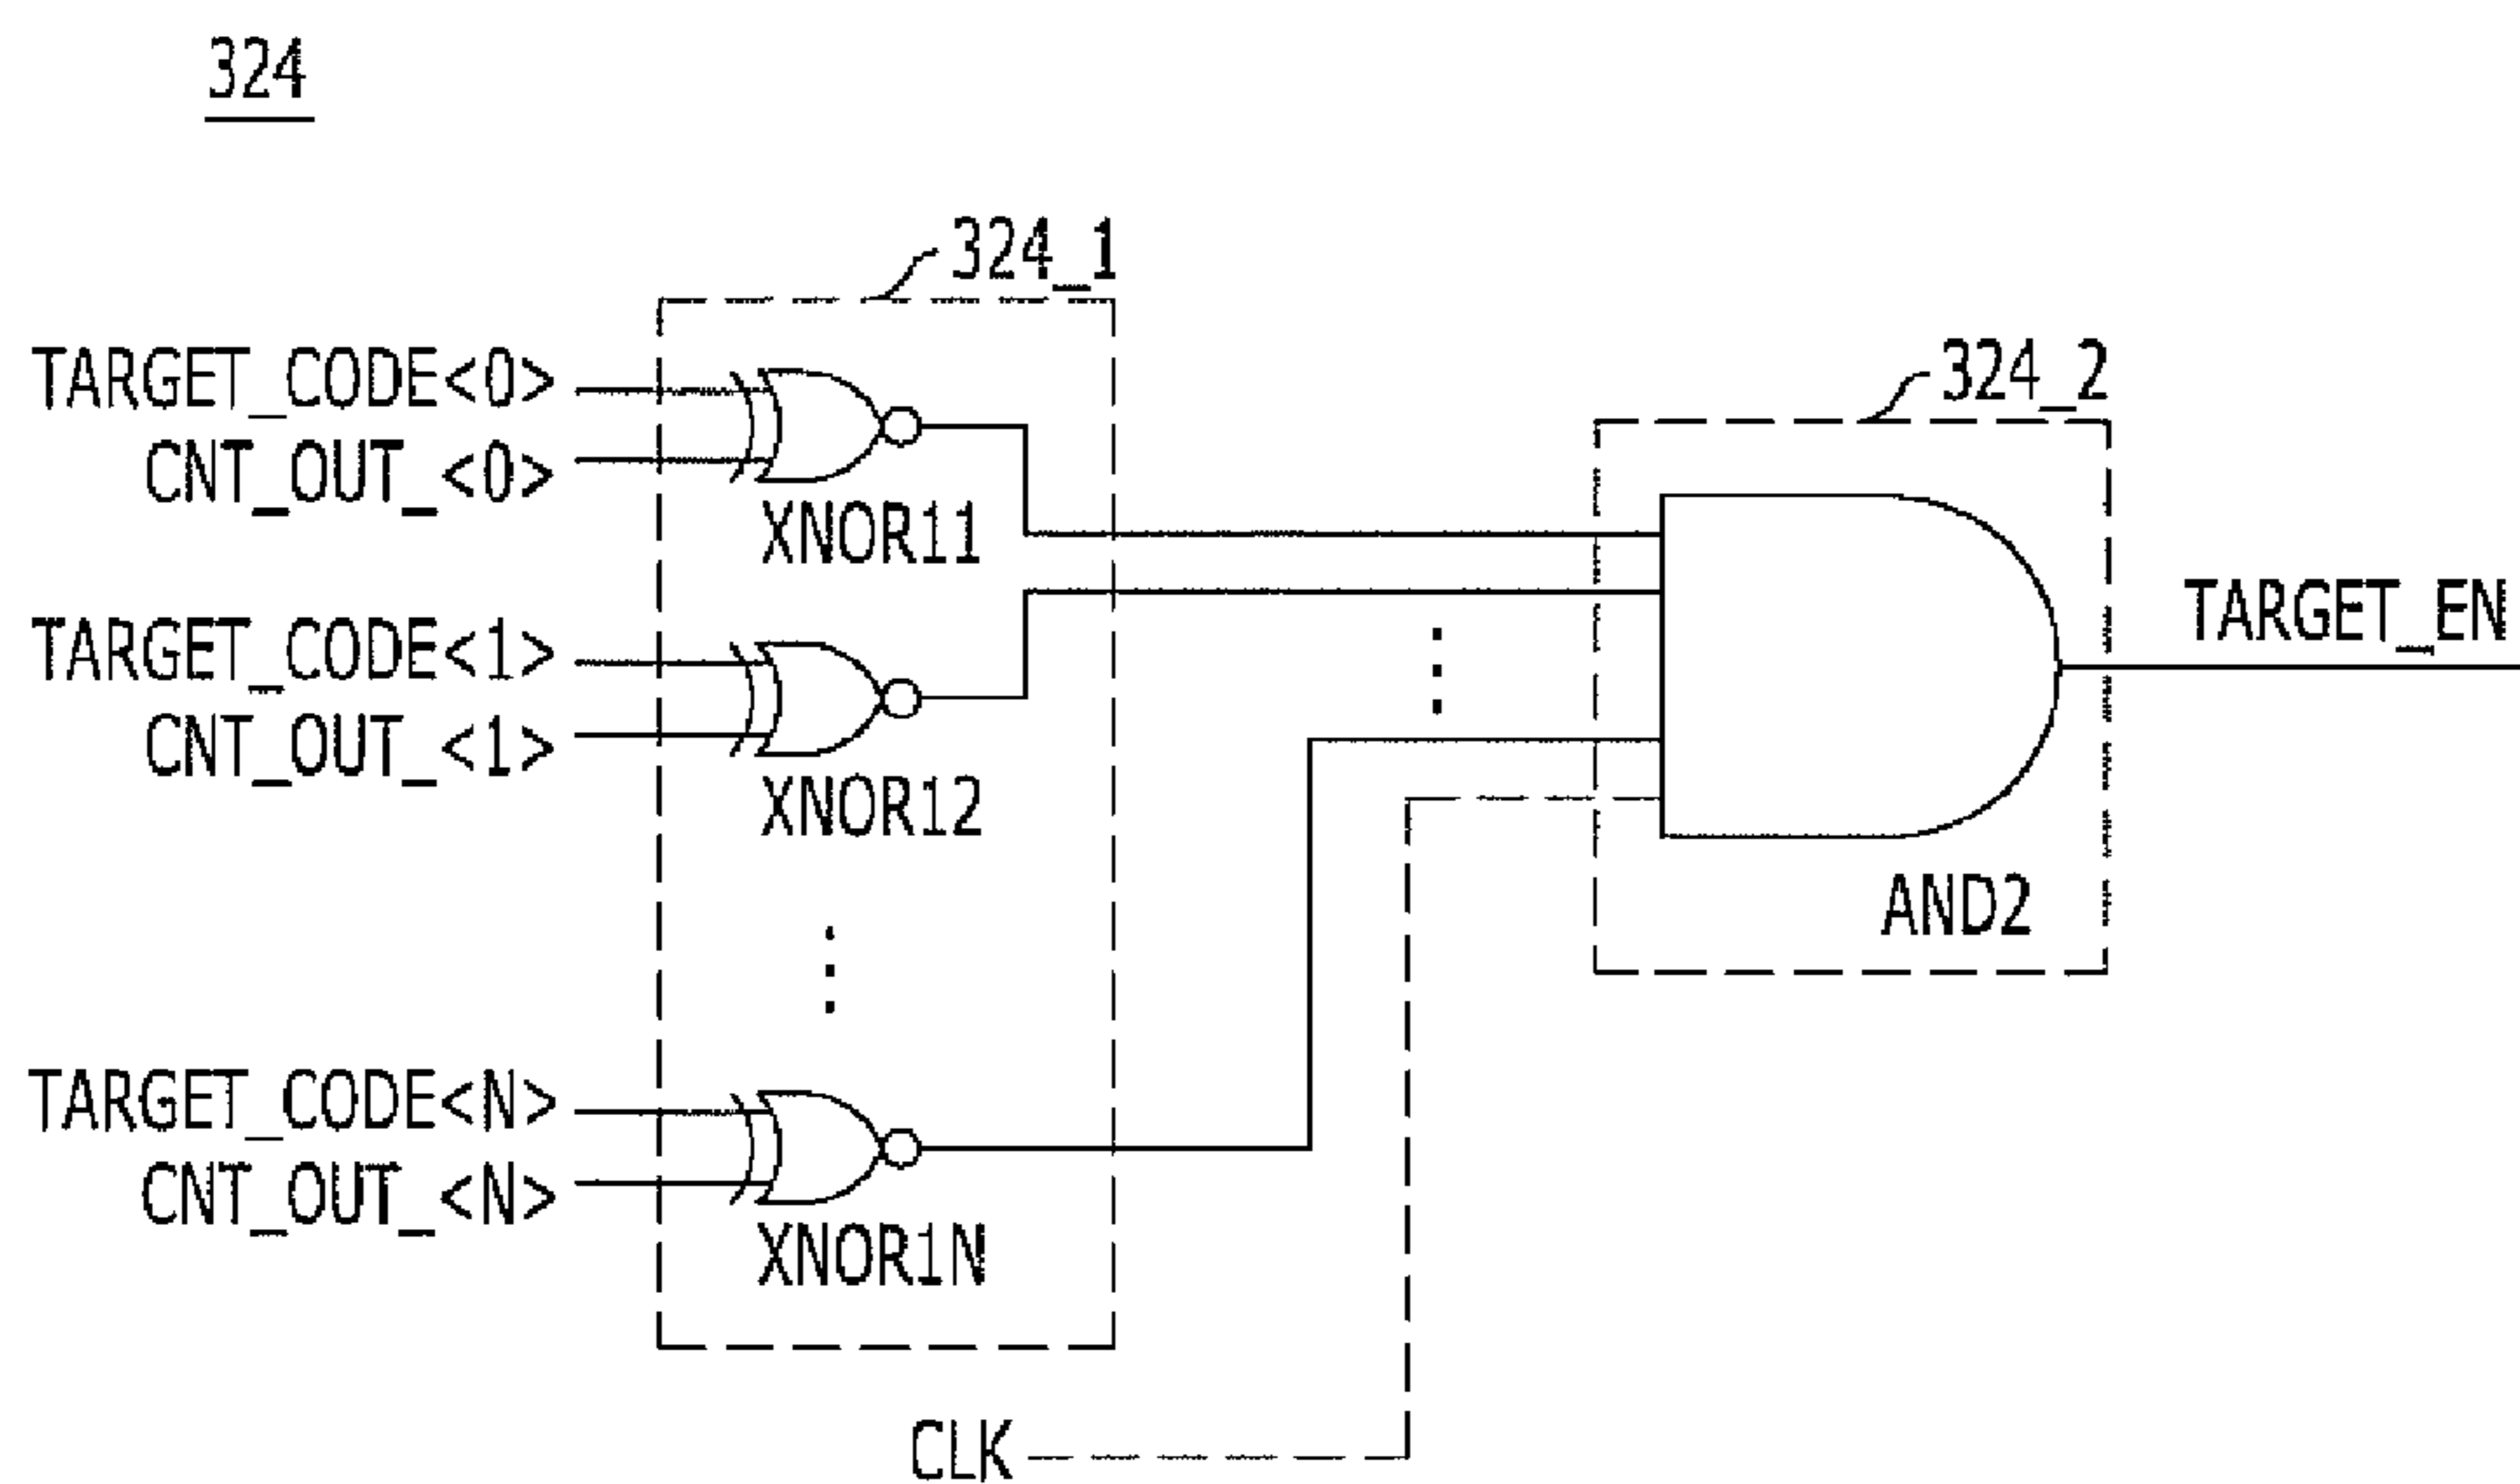 324
324_1
TARGET_CODE<0>
CNT_OUT_<0>
XNOR11
324_2
TARGET_EN
TARGET_CODE<1>
CNT_OUT_<1>
XNOR12
AND2
TARGET_CODE<N>
CNT_OUT_<N>
XNOR1N
CLK